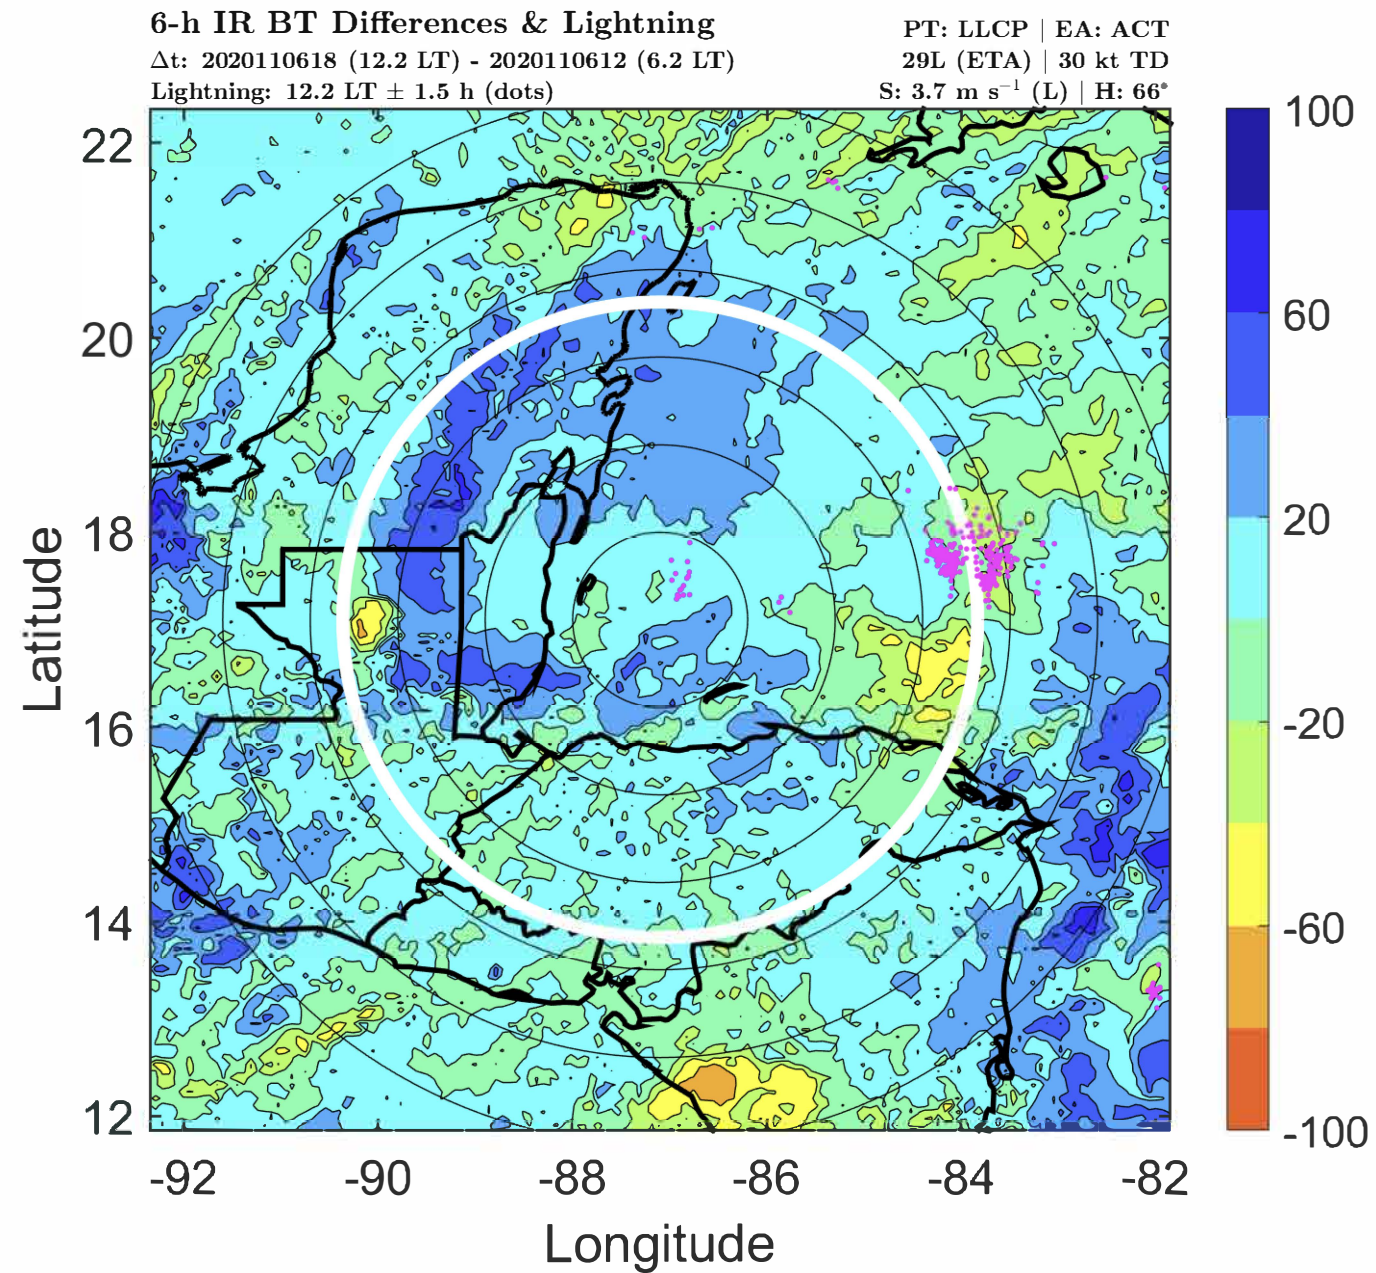 6-h IR BT Differences & Lightning
PT: LLCP | EA: ACT
Δt: 2020110618 (12.2 LT) - 2020110612 (6.2 LT)
29L (ETA) | 30 kt TD
Lightning: 12.2 LT ± 1.5 h (dots)
S: 3.7 m s⁻¹ (L) | H: 66°
100
60
20
-20
-60
-100
22
20
18
16
14
12
Latitude
-92 -90 -88 -86 -84 -82
Longitude